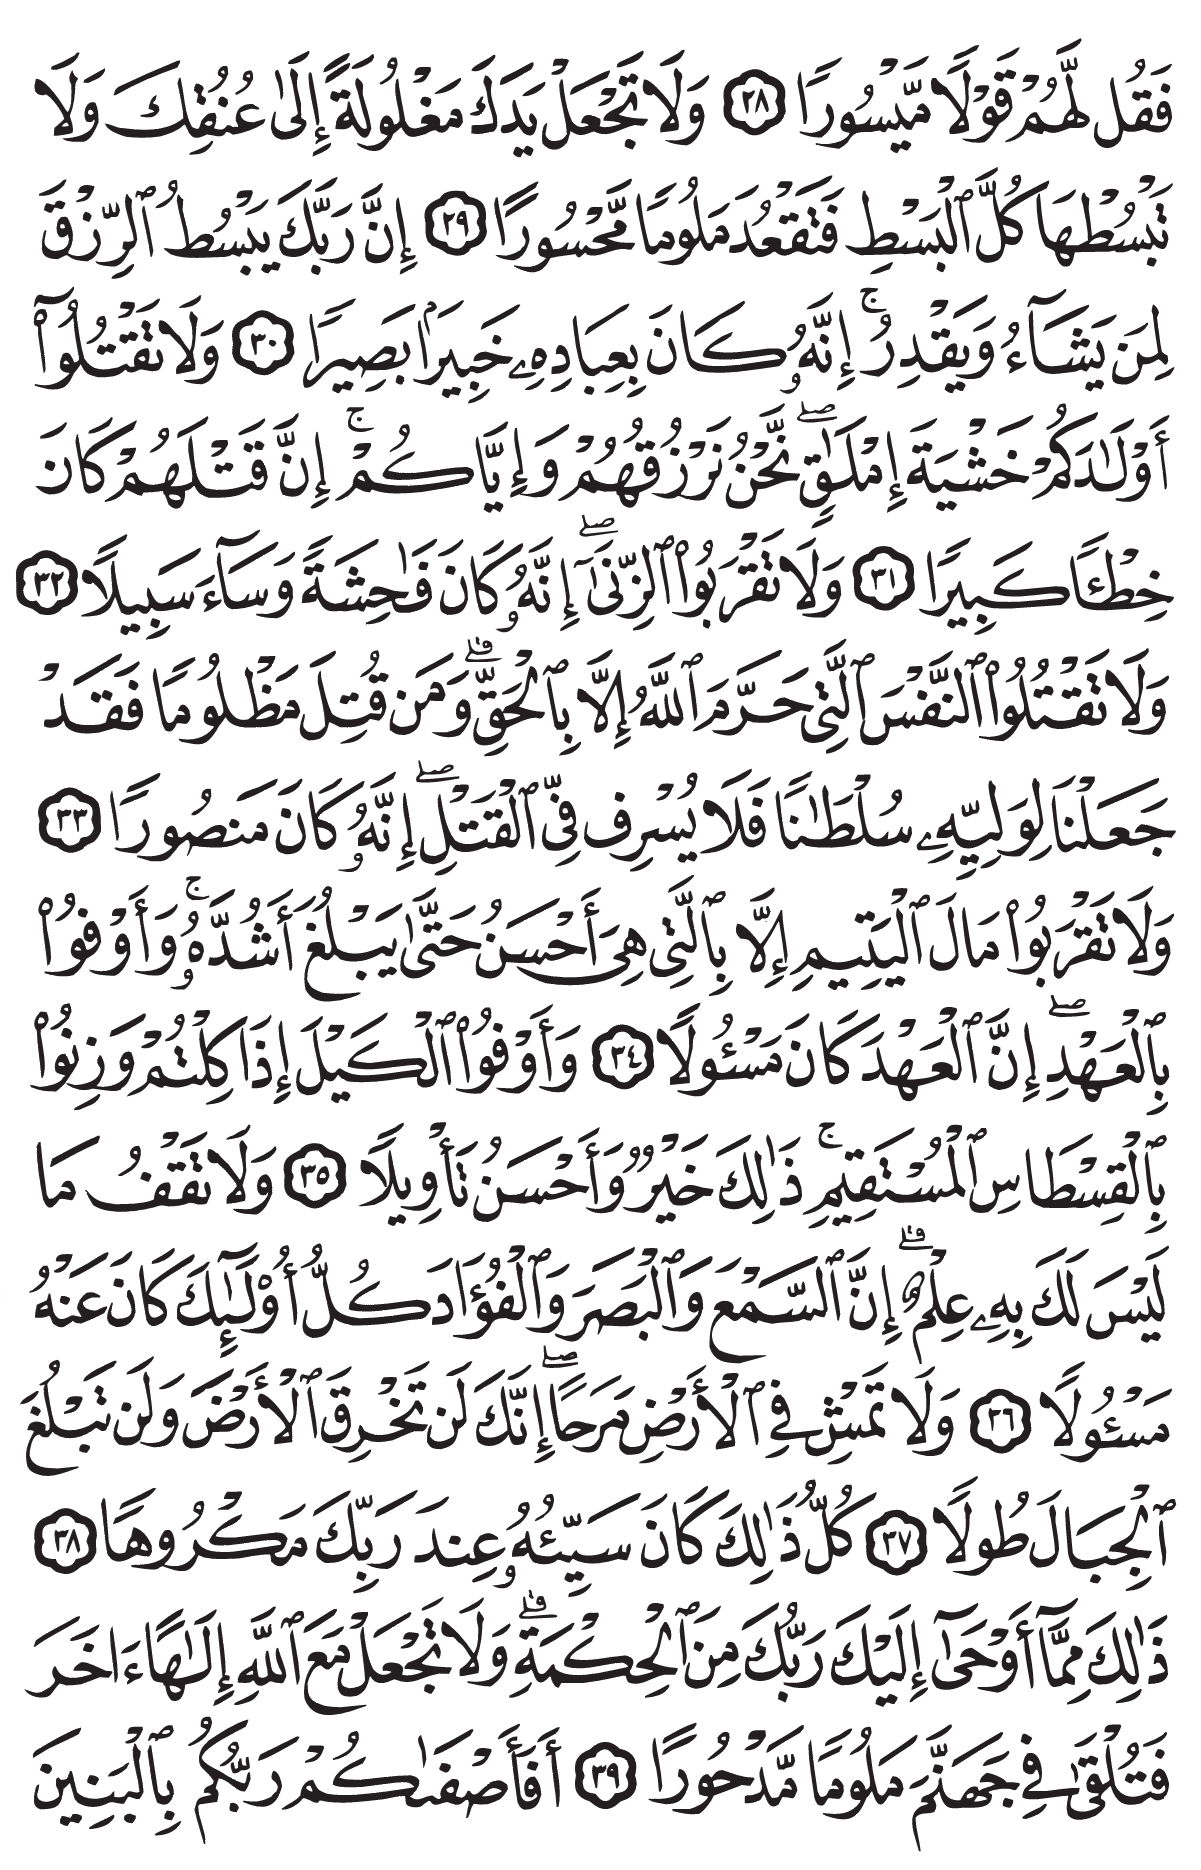 فَقُل لَّهُمْ قَوْلًا مَّيْسُورًا ٢٨ وَلَا تَجْعَلْ يَدَكَ مَغْلُولَةً إِلَىٰ عُنُقِكَ وَلَا
تَبْسُطْهَا كُلَّ ٱلْبَسْطِ فَتَقْعُدَ مَلُومًا مَّحْسُورًا ٢٩ إِنَّ رَبَّكَ يَبْسُطُ ٱلرِّزْقَ
لِمَن يَشَآءُ وَيَقْدِرُ ۚ إِنَّهُۥ كَانَ بِعِبَادِهِۦ خَبِيرَۢا بَصِيرًا ٣٠ وَلَا تَقْتُلُوٓا۟
أَوْلَـٰدَكُمْ خَشْيَةَ إِمْلَـٰقٍ ۖ نَّحْنُ نَرْزُقُهُمْ وَإِيَّاكُمْ ۚ إِنَّ قَتْلَهُمْ كَانَ
خِطْـًٔا كَبِيرًا ٣١ وَلَا تَقْرَبُوا۟ ٱلزِّنَىٰٓ ۖ إِنَّهُۥ كَانَ فَـٰحِشَةً وَسَآءَ سَبِيلًا ٣٢
وَلَا تَقْتُلُوا۟ ٱلنَّفْسَ ٱلَّتِى حَرَّمَ ٱللَّهُ إِلَّا بِٱلْحَقِّ ۗ وَمَن قُتِلَ مَظْلُومًا فَقَدْ
جَعَلْنَا لِوَلِيِّهِۦ سُلْطَـٰنًا فَلَا يُسْرِف فِّى ٱلْقَتْلِ ۖ إِنَّهُۥ كَانَ مَنصُورًا ٣٣
وَلَا تَقْرَبُوا۟ مَالَ ٱلْيَتِيمِ إِلَّا بِٱلَّتِى هِىَ أَحْسَنُ حَتَّىٰ يَبْلُغَ أَشُدَّهُۥ ۚ وَأَوْفُوا۟
بِٱلْعَهْدِ ۖ إِنَّ ٱلْعَهْدَ كَانَ مَسْـُٔولًا ٣٤ وَأَوْفُوا۟ ٱلْكَيْلَ إِذَا كِلْتُمْ وَزِنُوا۟
بِٱلْقِسْطَاسِ ٱلْمُسْتَقِيمِ ۚ ذَٰلِكَ خَيْرٌ وَأَحْسَنُ تَأْوِيلًا ٣٥ وَلَا تَقْفُ مَا
لَيْسَ لَكَ بِهِۦ عِلْمٌ ۗ إِنَّ ٱلسَّمْعَ وَٱلْبَصَرَ وَٱلْفُؤَادَ كُلُّ أُو۟لَـٰٓئِكَ كَانَ عَنْهُ
مَسْـُٔولًا ٣٦ وَلَا تَمْشِ فِى ٱلْأَرْضِ مَرَحًا ۖ إِنَّكَ لَن تَخْرِقَ ٱلْأَرْضَ وَلَن تَبْلُغَ
ٱلْجِبَالَ طُولًا ٣٧ كُلُّ ذَٰلِكَ كَانَ سَيِّئُهُۥ عِندَ رَبِّكَ مَكْرُوهًا ٣٨
ذَٰلِكَ مِمَّآ أَوْحَىٰٓ إِلَيْكَ رَبُّكَ مِنَ ٱلْحِكْمَةِ ۗ وَلَا تَجْعَلْ مَعَ ٱللَّهِ إِلَـٰهًا ءَاخَرَ
فَتُلْقَىٰ فِى جَهَنَّمَ مَلُومًا مَّدْحُورًا ٣٩ أَفَأَصْفَىٰكُمْ رَبُّكُم بِٱلْبَنِينَ